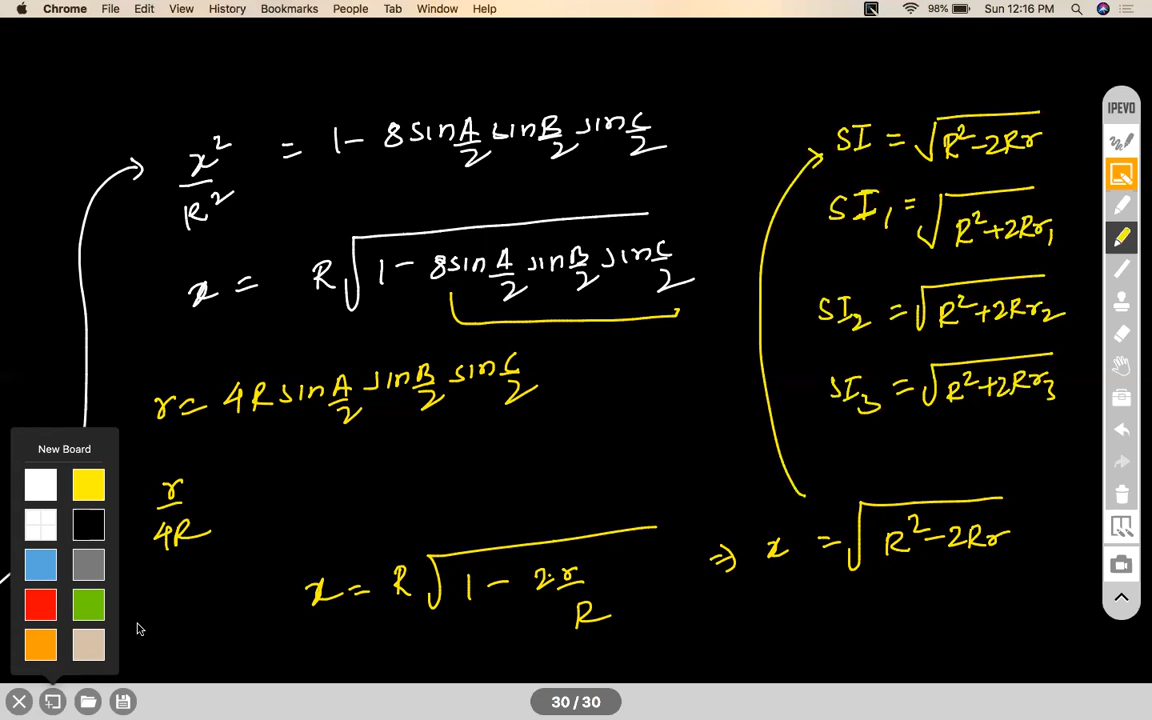 Chrome File Edit View History Bookmarks People Tab Window Help 98% Sun 12:16 PM
x²/R² = 1 - 8 sin A/2 sin B/2 sin C/2
x = R√(1 - 8 sin A/2 sin B/2 sin C/2)
r = 4R sin A/2 sin B/2 sin C/2
r/4R
x = R√(1 - 2·r/R)
⇒ x = √(R² - 2Rr)
SI = √(R² - 2Rr)
SI₁ = √(R² + 2Rr₁)
SI₂ = √(R² + 2Rr₂)
SI₃ = √(R² + 2Rr₃)
IPEVO
New Board
30 / 30